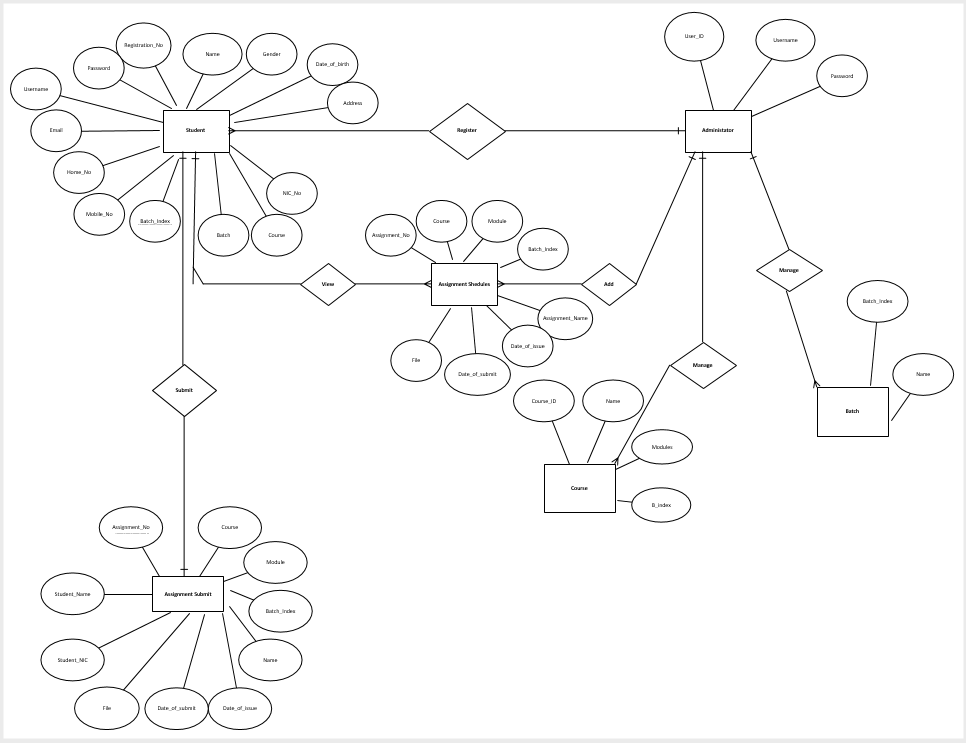 User_ID
Username
Registration_No
Name
Gender
Date_of_birth
Password
Password
Username
Address
Email
Student
Register
Administator
Home_No
NIC_No
Mobile_No
Batch_Index
Batch
Course
Assignment_No
Course
Module
Batch_Index
Manage
View
Assignment Shedules
Add
Batch_Index
Assignment_Name
Date_of_issue
File
Date_of_submit
Manage
Name
Submit
Course_ID
Name
Batch
Modules
Course
B_Index
Assignment_No
Course
Module
Student_Name
Assignment Submit
Batch_Index
Student_NIC
Name
File
Date_of_submit
Date_of_issue